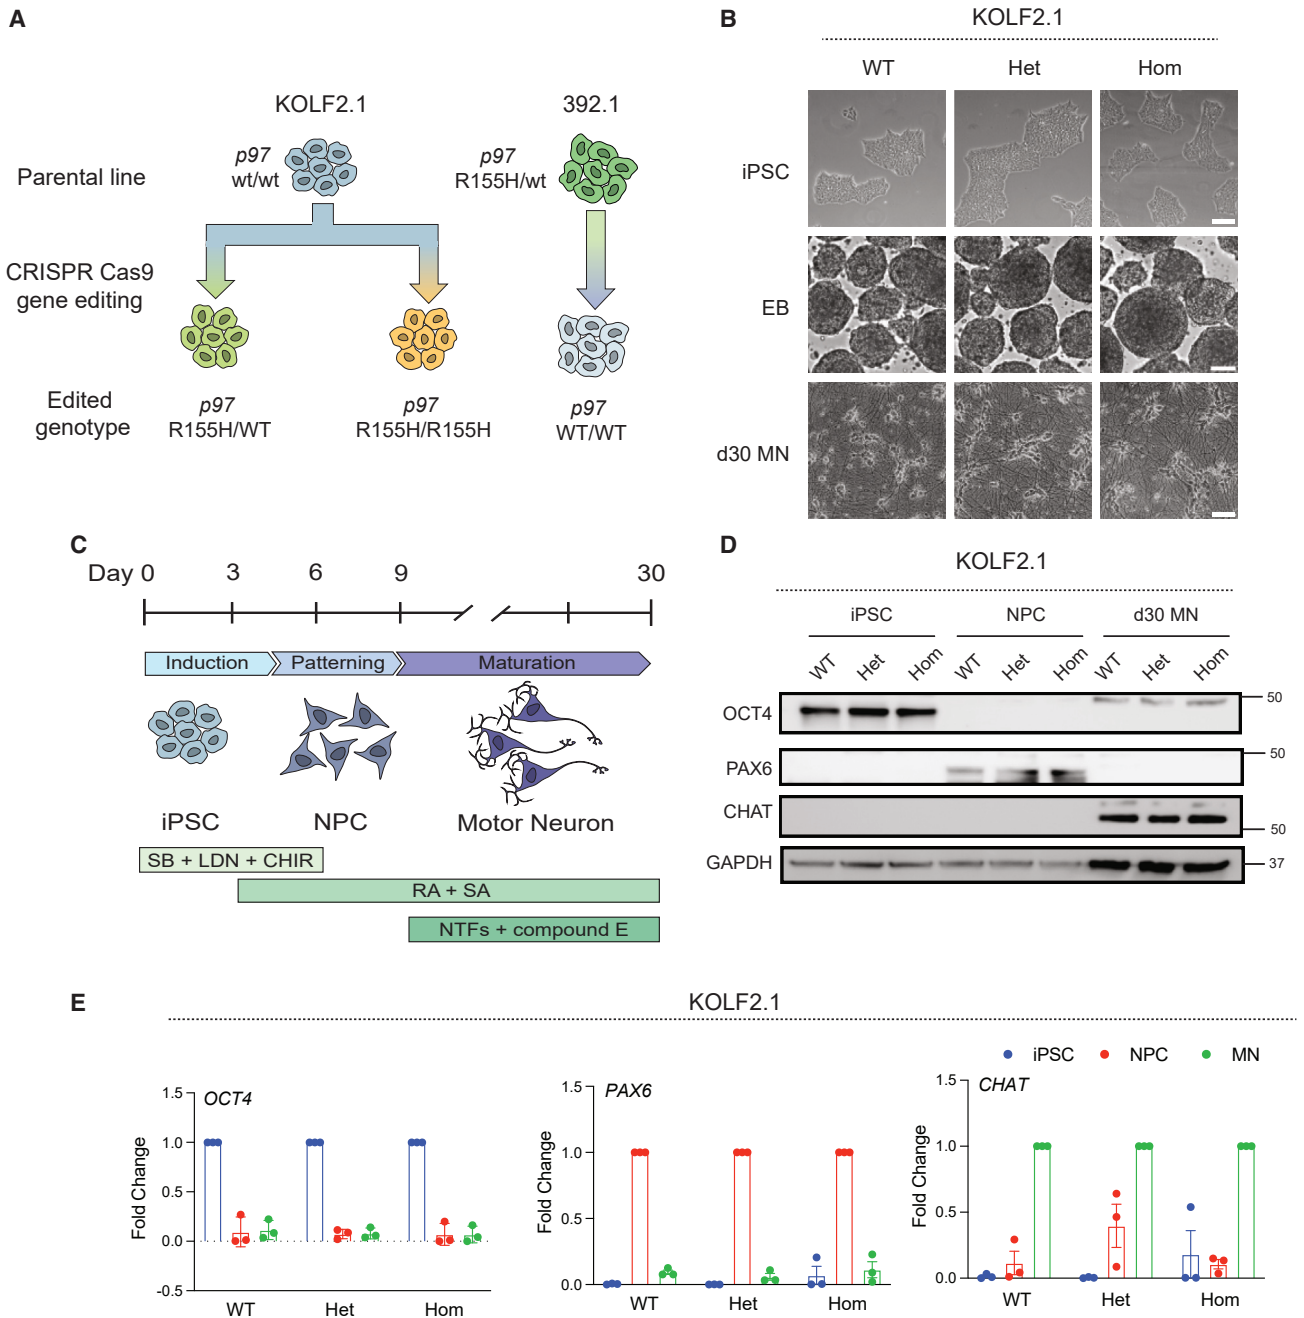 A
KOLF2.1
392.1
Parental line
p97
wt/wt
p97
R155H/wt
CRISPR Cas9
gene editing
Edited
genotype
p97
R155H/WT
p97
R155H/R155H
p97
WT/WT
B
KOLF2.1
WT
Het
Hom
iPSC
EB
d30 MN
C
Day 0
3
6
9
30
Induction
Patterning
Maturation
iPSC
NPC
Motor Neuron
SB + LDN + CHIR
RA + SA
NTFs + compound E
D
KOLF2.1
iPSC
NPC
d30 MN
WT
Het
Hom
WT
Het
Hom
WT
Het
Hom
OCT4
50
PAX6
50
CHAT
50
GAPDH
37
E
KOLF2.1
iPSC
NPC
MN
OCT4
Fold Change
1.5
1.0
0.5
0.0
-0.5
WT
Het
Hom
PAX6
Fold Change
1.5
1.0
0.5
0.0
WT
Het
Hom
CHAT
Fold Change
1.5
1.0
0.5
0.0
WT
Het
Hom